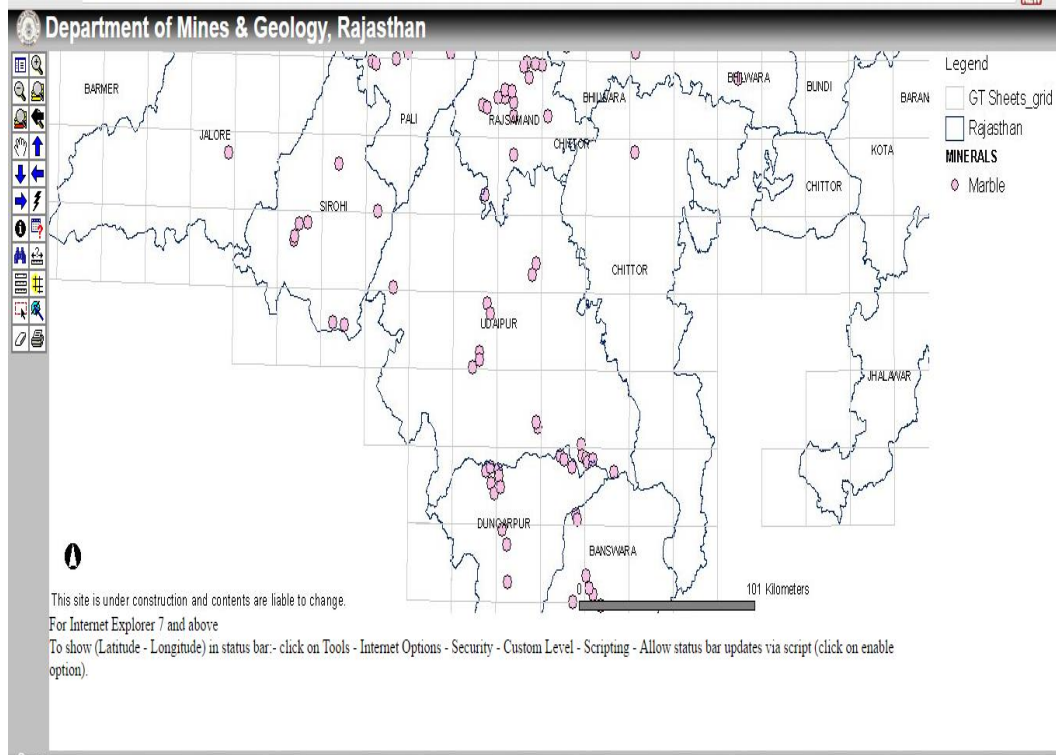 NEW
Department of Mines & Geology, Rajasthan
Legend
GT Sheets_grid
Rajasthan
MINERALS
Marble
BARMER
BHILWARA
BUNDI
BHILWARA
BARAN
PALI
RAJSAMAND
JALORE
CHITTOR
KOTA
CHITTOR
SIROHI
CHITTOR
UDAIPUR
JHALAWAR
DUNGARPUR
BANSWARA
0
101 Kilometers
This site is under construction and contents are liable to change.
For Internet Explorer 7 and above
To show (Latitude - Longitude) in status bar:- click on Tools - Internet Options - Security - Custom Level - Scripting - Allow status bar updates via script (click on enable
option).